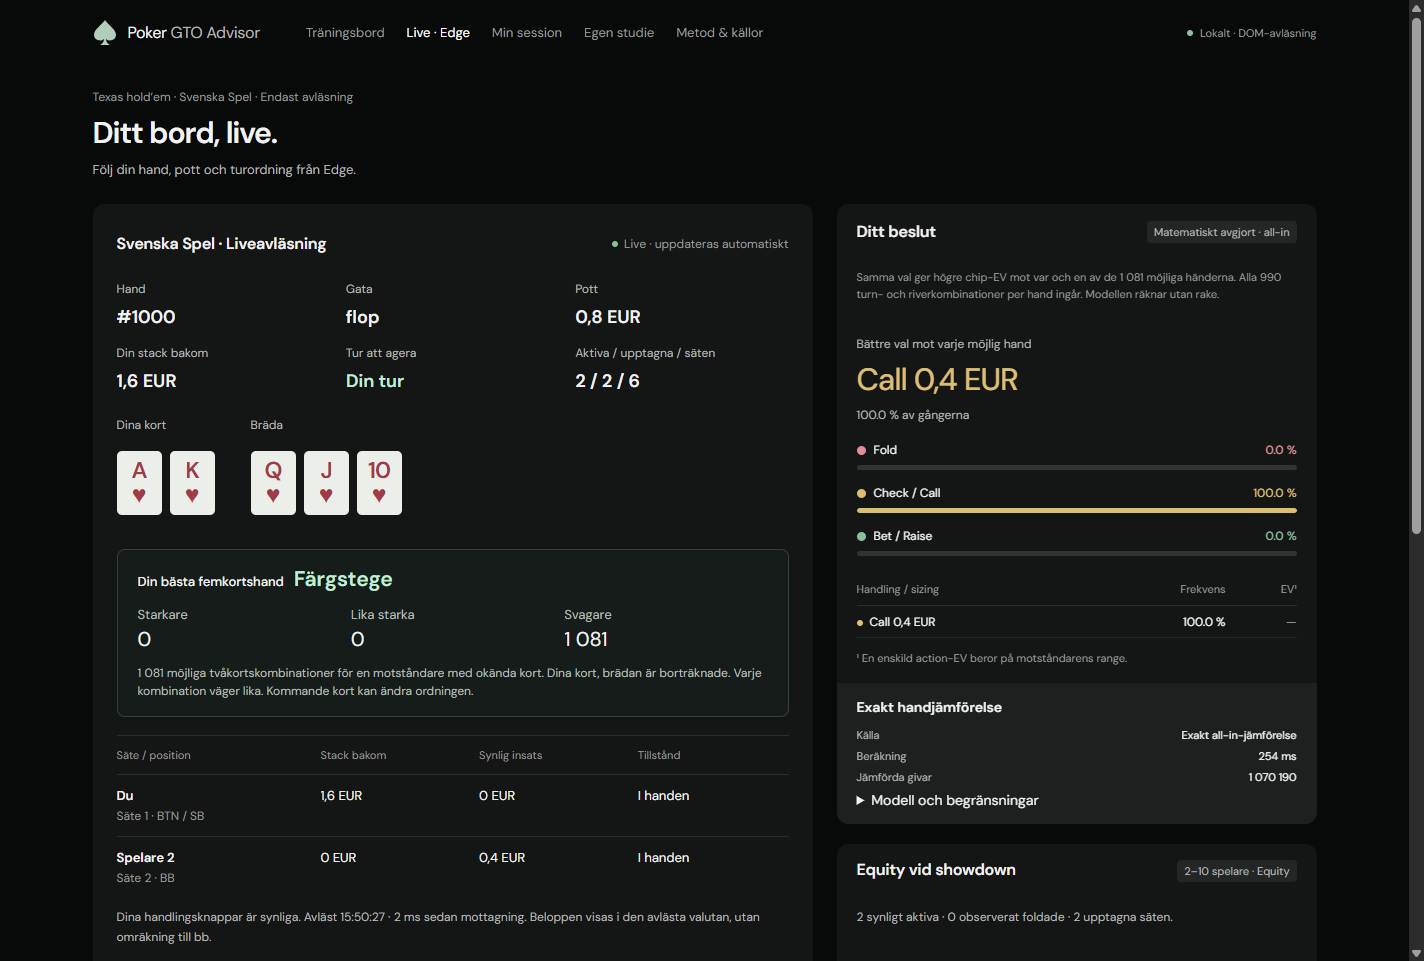 Poker GTO Advisor
Träningsbord
Live · Edge
Min session
Egen studie
Metod & källor
Lokalt · DOM-avläsning
Texas hold'em · Svenska Spel · Endast avläsning
Ditt bord, live.
Följ din hand, pott och turordning från Edge.
Svenska Spel · Liveavläsning
Live · uppdateras automatiskt
Hand
Gata
Pott
#1000
flop
0,8 EUR
Din stack bakom
Tur att agera
Aktiva / upptagna / säten
1,6 EUR
Din tur
2 / 2 / 6
Dina kort
Bräda
A K Q J 10
♥ ♥ ♥ ♥ ♥
Din bästa femkortshand Färgstege
Starkare
Lika starka
Svagare
0
0
1 081
1 081 möjliga tvåkortskombinationer för en motståndare med okända kort. Dina kort, brädan är borträknade. Varje
kombination väger lika. Kommande kort kan ändra ordningen.
Säte / position
Stack bakom
Synlig insats
Tillstånd
Du
1,6 EUR
0 EUR
I handen
Säte 1 · BTN / SB
Spelare 2
0 EUR
0,4 EUR
I handen
Säte 2 · BB
Dina handlingsknappar är synliga. Avläst 15:50:27 · 2 ms sedan mottagning. Beloppen visas i den avlästa valutan, utan
omräkning till bb.
Ditt beslut
Matematiskt avgjort · all-in
Samma val ger högre chip-EV mot var och en av de 1 081 möjliga händerna. Alla 990
turn- och riverkombinationer per hand ingår. Modellen räknar utan rake.
Bättre val mot varje möjlig hand
Call 0,4 EUR
100.0 % av gångerna
Fold
0.0 %
Check / Call
100.0 %
Bet / Raise
0.0 %
Handling / sizing
Frekvens
EV¹
Call 0,4 EUR
100.0 %
—
¹ En enskild action-EV beror på motståndarens range.
Exakt handjämförelse
Källa
Exakt all-in-jämförelse
Beräkning
254 ms
Jämförda givar
1 070 190
▶ Modell och begränsningar
Equity vid showdown
2–10 spelare · Equity
2 synligt aktiva · 0 observerat foldade · 2 upptagna säten.